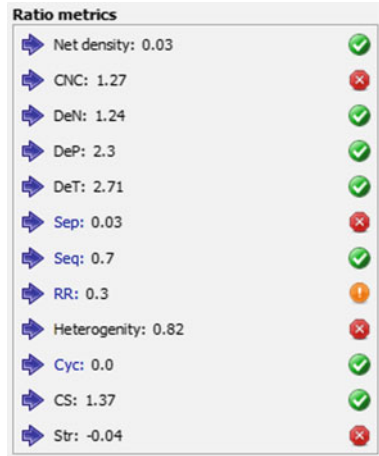 Ratio metrics
Net density: 0.03
CNC: 1.27
DeN: 1.24
DeP: 2.3
DeT: 2.71
Sep: 0.03
Seq: 0.7
RR: 0.3
Heterogenity: 0.82
Cyc: 0.0
CS: 1.37
Str: -0.04